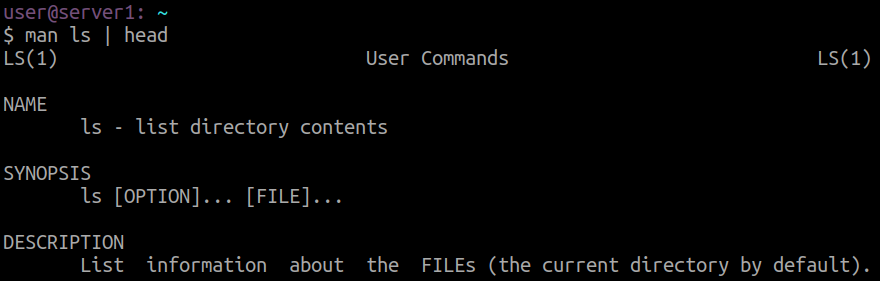 user@server1: ~
$ man ls | head
LS(1)                            User Commands                            LS(1)

NAME
       ls - list directory contents

SYNOPSIS
       ls [OPTION]... [FILE]...

DESCRIPTION
       List  information  about  the  FILEs (the current directory by default).